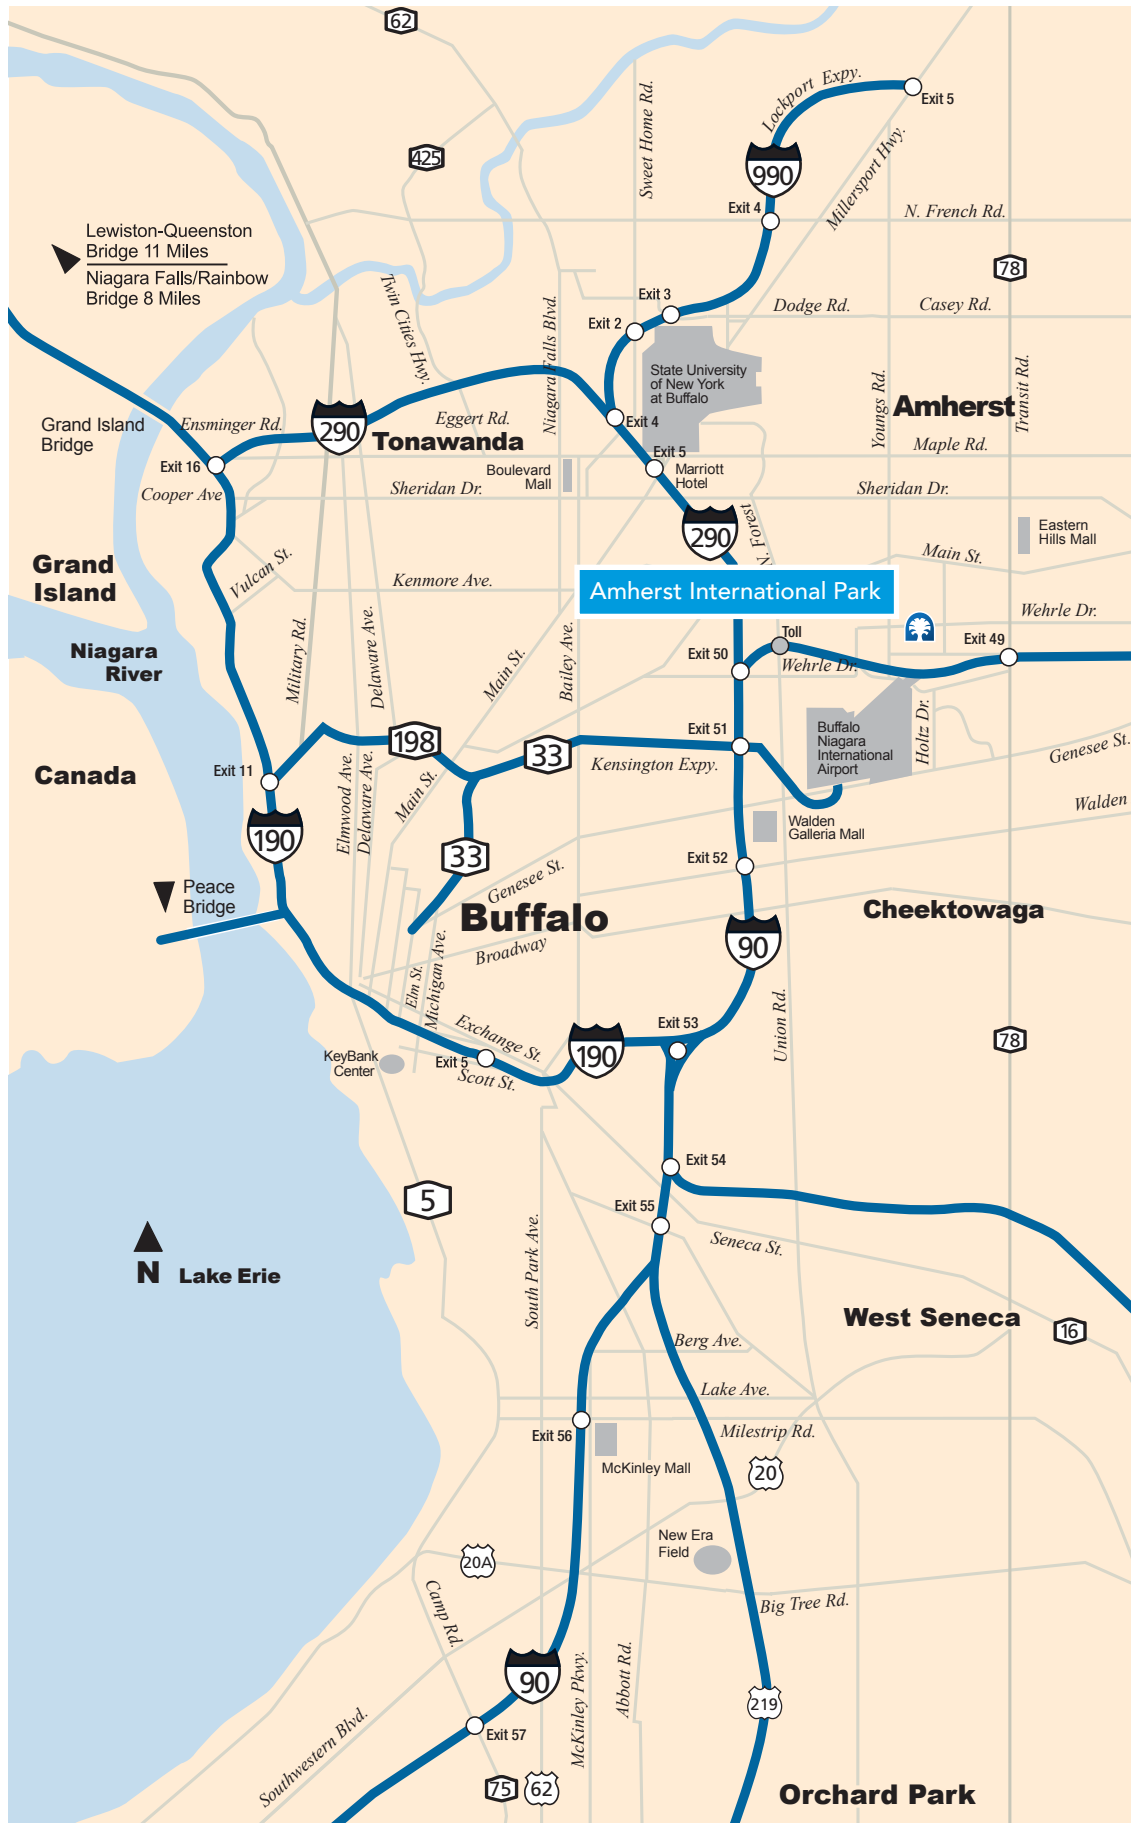 62
Lockport Expy.
Exit 5
Sweet Home Rd.
425
990
Millersport Hwy.
Exit 4
N. French Rd.
Lewiston-Queenston
Bridge 11 Miles
Niagara Falls/Rainbow
Bridge 8 Miles
78
Twin Cities Hwy.
Niagara Falls Blvd.
Exit 3
Exit 2
Dodge Rd.
Casey Rd.
State University
of New York
at Buffalo
Youngs Rd.
Amherst
Transit Rd.
Grand Island
Bridge
Ensminger Rd.
290
Eggert Rd.
Tonawanda
Exit 4
Maple Rd.
Exit 16
Exit 5
Boulevard
Mall
Marriott
Hotel
Cooper Ave
Sheridan Dr.
Sheridan Dr.
290
N. Forest
Eastern
Hills Mall
Main St.
Grand
Island
Vulcan St.
Kenmore Ave.
Amherst International Park
Wehrle Dr.
Niagara
River
Military Rd.
Delaware Ave.
Main St.
Bailey Ave.
Toll
Exit 49
Exit 50
Wehrle Dr.
198
33
Exit 51
Kensington Expy.
Buffalo
Niagara
International
Airport
Holtz Dr.
Genesee St.
Canada
Exit 11
Elmwood Ave.
Delaware Ave.
Main St.
Walden
190
33
Walden
Galleria Mall
Exit 52
Peace
Bridge
Genesee St.
Buffalo
Cheektowaga
Broadway
90
Elm St.
Michigan Ave.
Union Rd.
Exchange St.
190
Exit 53
78
KeyBank
Center
Exit 5
Scott St.
Exit 54
5
Exit 55
South Park Ave.
Seneca St.
N
Lake Erie
West Seneca
16
Berg Ave.
Lake Ave.
Exit 56
Milestrip Rd.
McKinley Mall
20
New Era
Field
20A
Camp Rd.
Big Tree Rd.
90
McKinley Pkwy.
Abbott Rd.
219
Exit 57
Southwestern Blvd.
75
62
Orchard Park